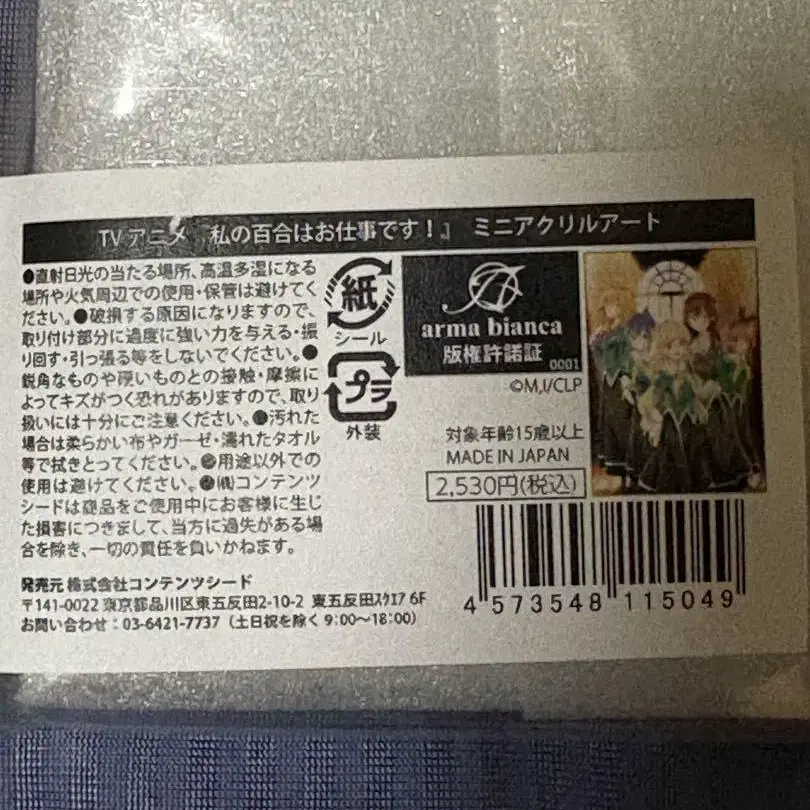 TVアニメ『私の百合はお仕事です！』 ミニアクリルアート
●直射日光の当たる場所、高温多湿になる
場所や火気周辺での使用・保管は避けてく
ださい。●破損する原因になりますので、
取り付け部分に過度に強い力を与える・振
り回す・引っ張る等をしないでください。●
鋭角なものや硬いものとの接触・摩擦に
よってキズがつく恐れがありますので、取り
扱いには十分にご注意ください。●汚れた
場合は柔らかい布やガーゼ・濡れたタオル
等で拭きとってください。●用途以外での
使用は避けてください。●㈱コンテンツ
シードは商品をご使用中にお客様に生じ
た損害につきまして、当方に過失がある場
合を除き、一切の責任を負いかねます。
紙
シール
プラ
外装
arma bianca
版権許諾証
0001
©M,I/CLP
対象年齢15歳以上
MADE IN JAPAN
2,530円(税込)
発売元 株式会社コンテンツシード
〒141-0022 東京都品川区東五反田2-10-2 東五反田ｽｸｴｱ 6F
お問い合わせ：03-6421-7737（土日祝を除く 9:00〜18:00）
4 573548 115049